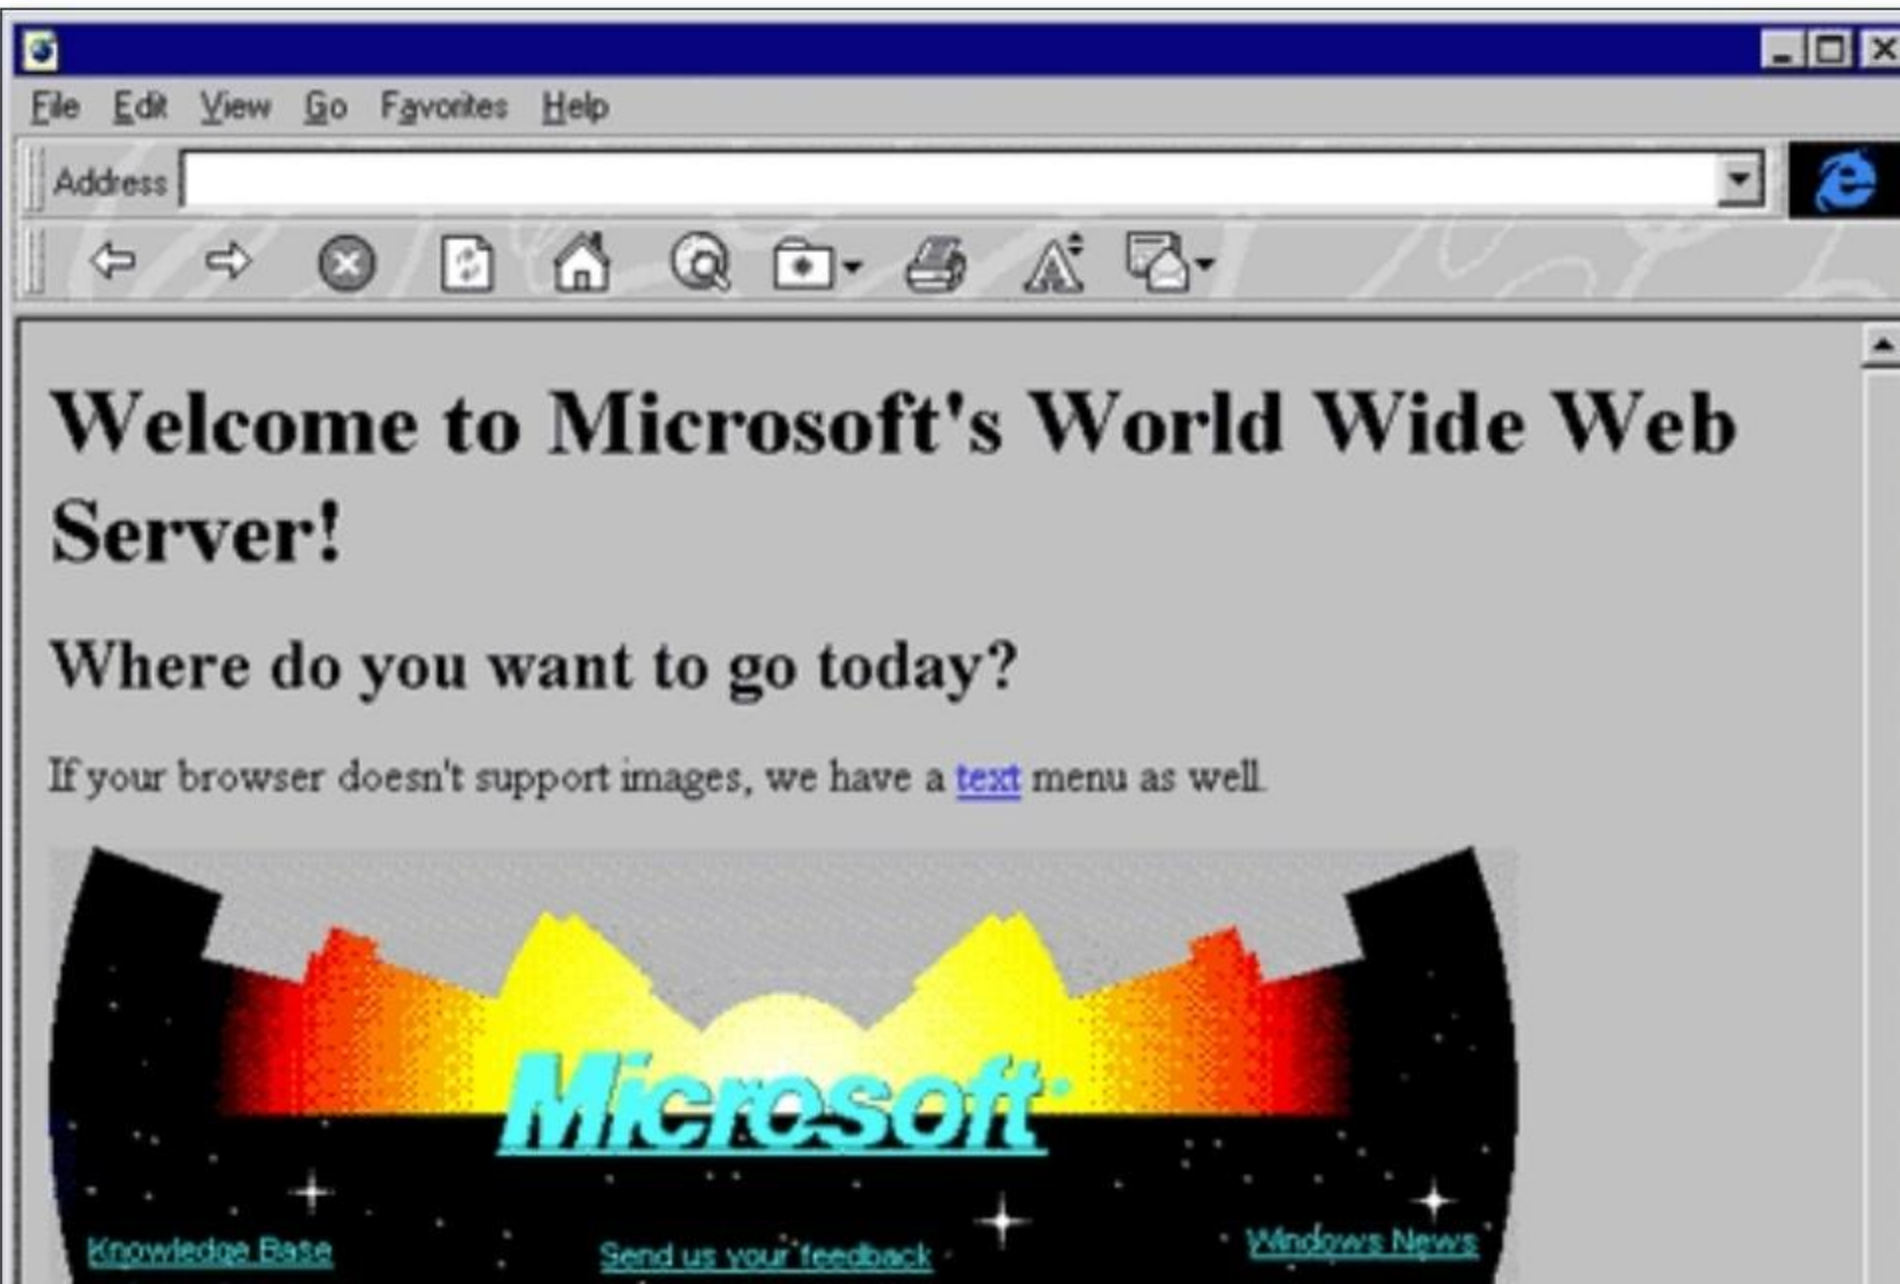 File Edit View Go Favorites Help
Address
Welcome to Microsoft's World Wide Web
Server!
Where do you want to go today?
If your browser doesn't support images, we have a text menu as well.
Microsoft
Knowledge Base Send us your feedback Windows News